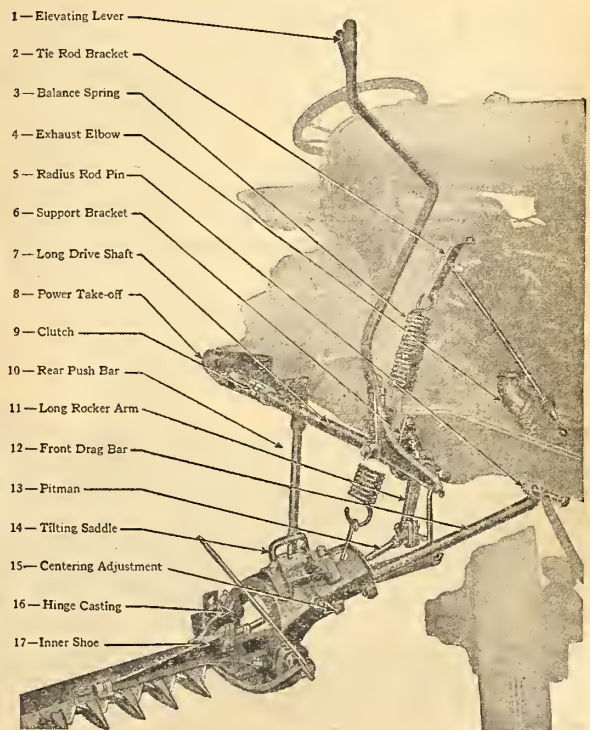 1—Elevating Lever
2—Tie Rod Bracket
3—Balance Spring
4—Exhaust Elbow
5—Radius Rod Pin
6—Support Bracket
7—Long Drive Shaft
8—Power Take-off
9—Clutch
10—Rear Push Bar
11—Long Rocker Arm
12—Front Drag Bar
13—Pitman
14—Tilting Saddle
15—Centering Adjustment
16—Hinge Casting
17—Inner Shoe